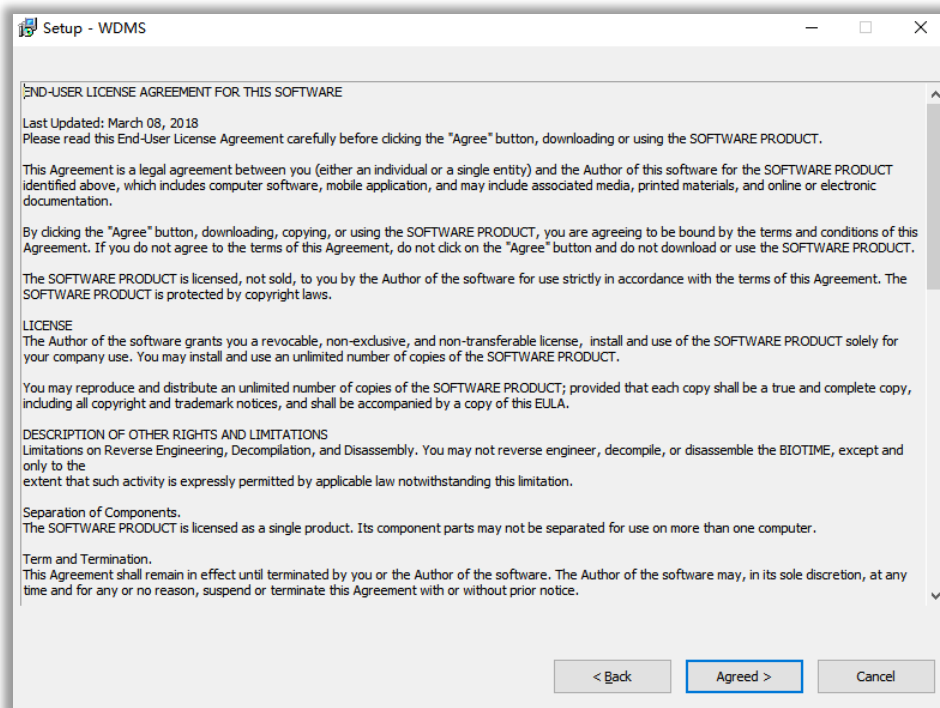 Setup - WDMS
END-USER LICENSE AGREEMENT FOR THIS SOFTWARE
Last Updated: March 08, 2018
Please read this End-User License Agreement carefully before clicking the "Agree" button, downloading or using the SOFTWARE PRODUCT.
This Agreement is a legal agreement between you (either an individual or a single entity) and the Author of this software for the SOFTWARE PRODUCT
identified above, which includes computer software, mobile application, and may include associated media, printed materials, and online or electronic
documentation.
By clicking the "Agree" button, downloading, copying, or using the SOFTWARE PRODUCT, you are agreeing to be bound by the terms and conditions of this
Agreement. If you do not agree to the terms of this Agreement, do not click on the "Agree" button and do not download or use the SOFTWARE PRODUCT.
The SOFTWARE PRODUCT is licensed, not sold, to you by the Author of the software for use strictly in accordance with the terms of this Agreement. The
SOFTWARE PRODUCT is protected by copyright laws.
LICENSE
The Author of the software grants you a revocable, non-exclusive, and non-transferable license, install and use of the SOFTWARE PRODUCT solely for
your company use. You may install and use an unlimited number of copies of the SOFTWARE PRODUCT.
You may reproduce and distribute an unlimited number of copies of the SOFTWARE PRODUCT; provided that each copy shall be a true and complete copy,
including all copyright and trademark notices, and shall be accompanied by a copy of this EULA.
DESCRIPTION OF OTHER RIGHTS AND LIMITATIONS
Limitations on Reverse Engineering, Decompilation, and Disassembly. You may not reverse engineer, decompile, or disassemble the BIOTIME, except and
only to the
extent that such activity is expressly permitted by applicable law notwithstanding this limitation.
Separation of Components.
The SOFTWARE PRODUCT is licensed as a single product. Its component parts may not be separated for use on more than one computer.
Term and Termination.
This Agreement shall remain in effect until terminated by you or the Author of the software. The Author of the software may, in its sole discretion, at any
time and for any or no reason, suspend or terminate this Agreement with or without prior notice.
< Back
Agreed >
Cancel